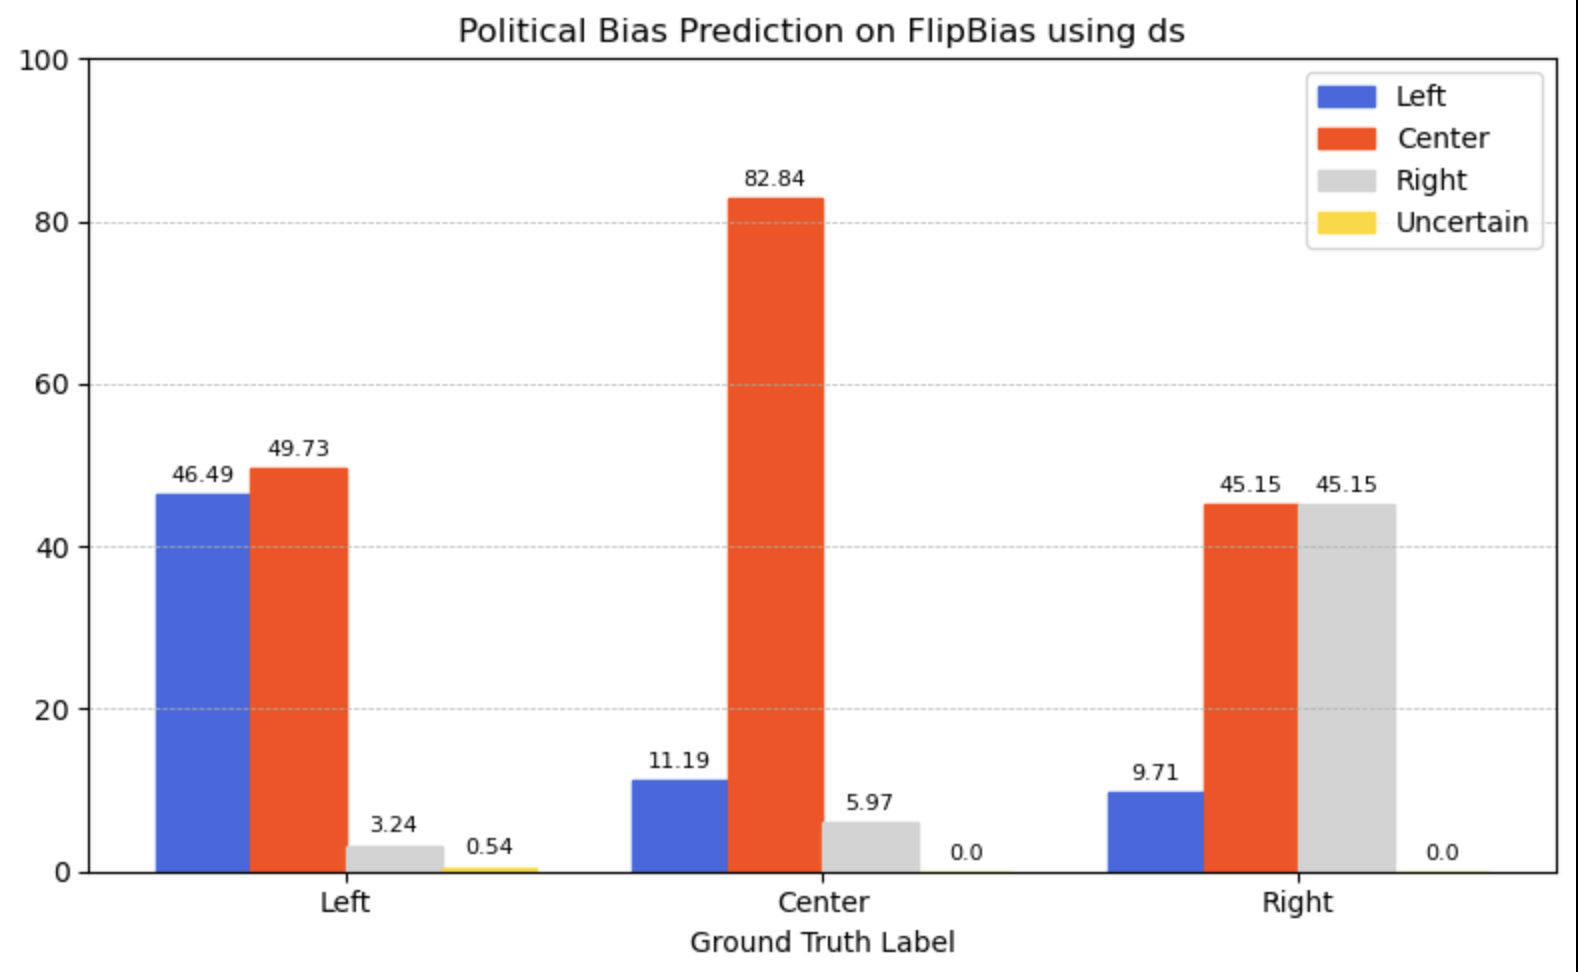 Political Bias Prediction on FlipBias using ds
100
80
60
40
20
0
Left
Center
Right
Uncertain
46.49
49.73
3.24
0.54
11.19
82.84
5.97
0.0
9.71
45.15
45.15
0.0
Left
Center
Right
Ground Truth Label